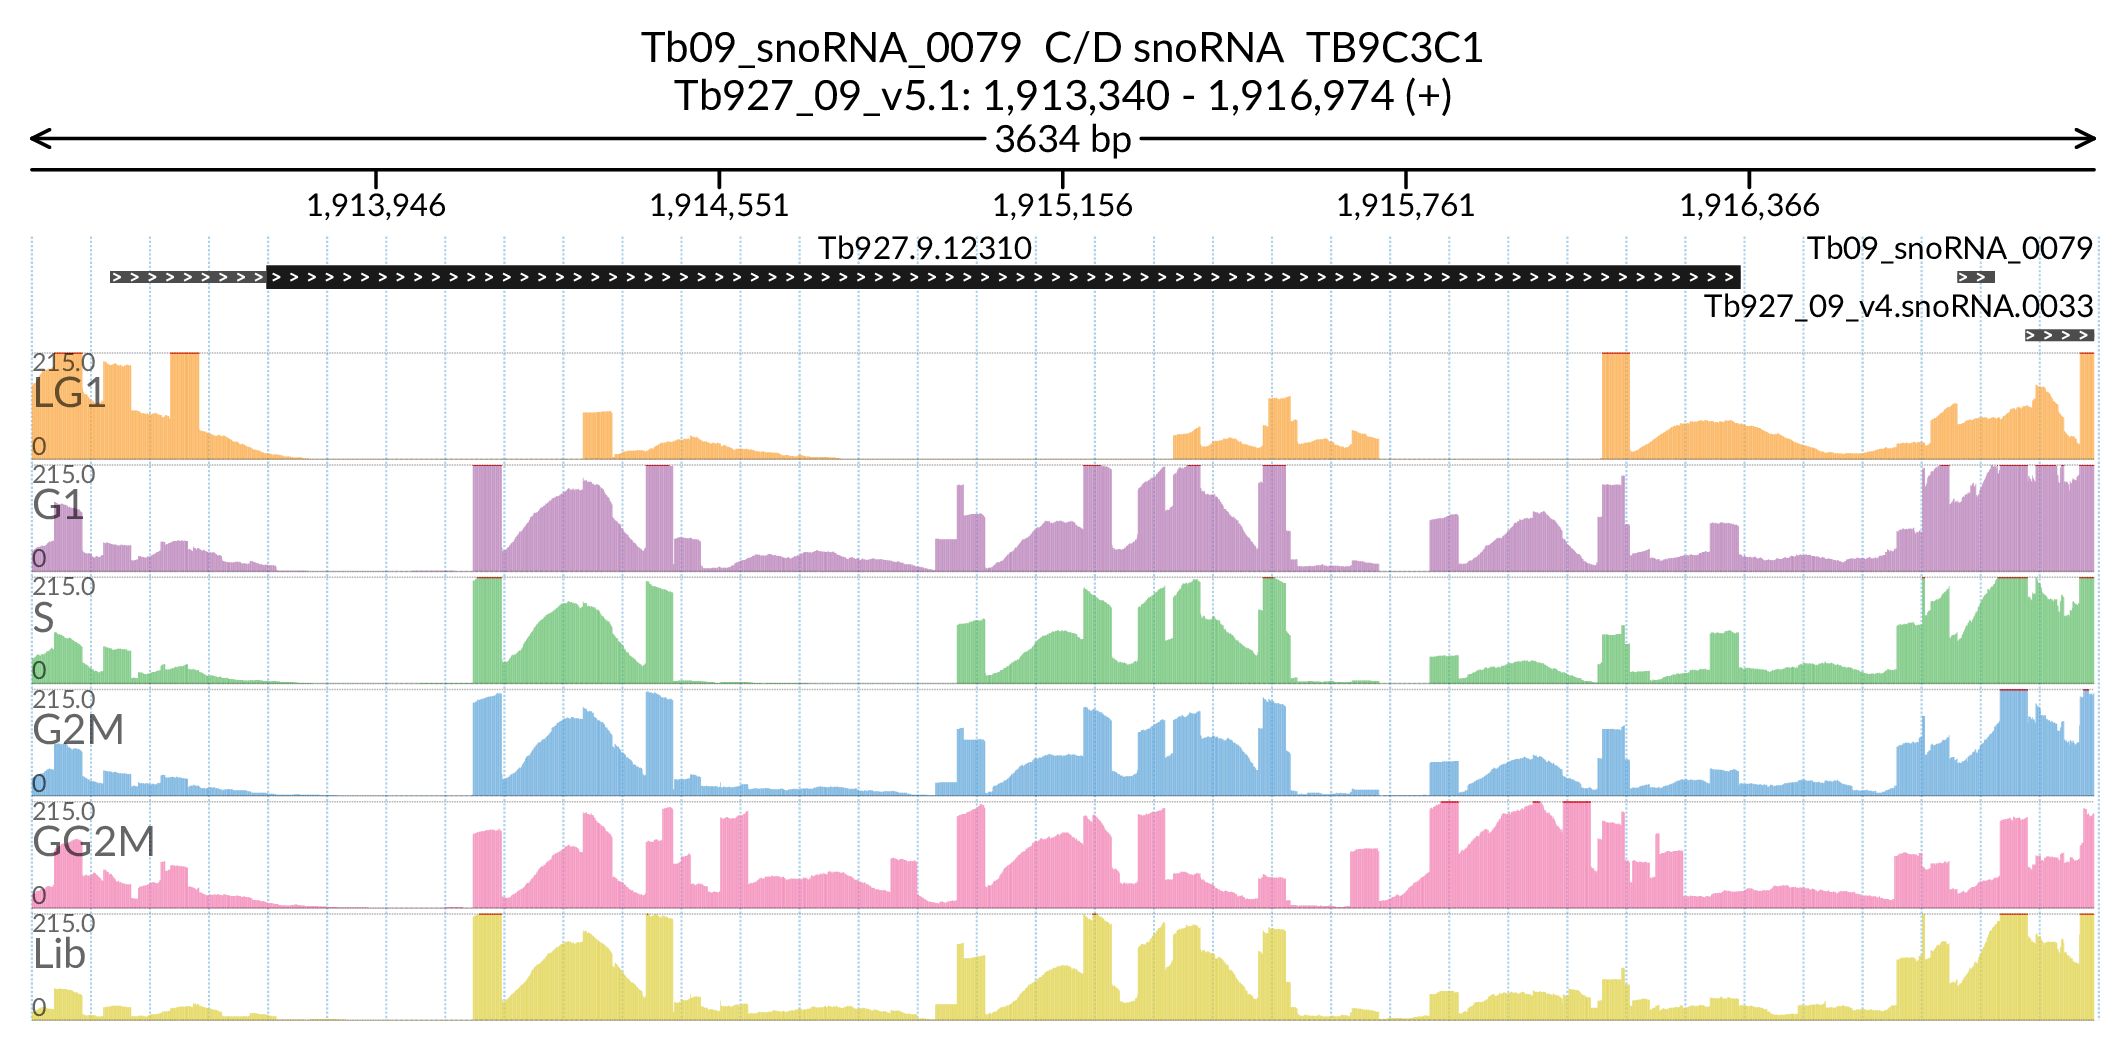 Tb09_snoRNA_0079 C/D snoRNA TB9C3C1
Tb927_09_v5.1: 1,913,340 - 1,916,974 (+)
3634 bp
1,913,946 1,914,551 1,915,156 1,915,761 1,916,366
Tb927.9.12310 Tb09_snoRNA_0079
Tb927_09_v4.snoRNA.0033
215.0
LG1
0
215.0
G1
0
215.0
S
0
215.0
G2M
0
215.0
GG2M
0
215.0
Lib
0